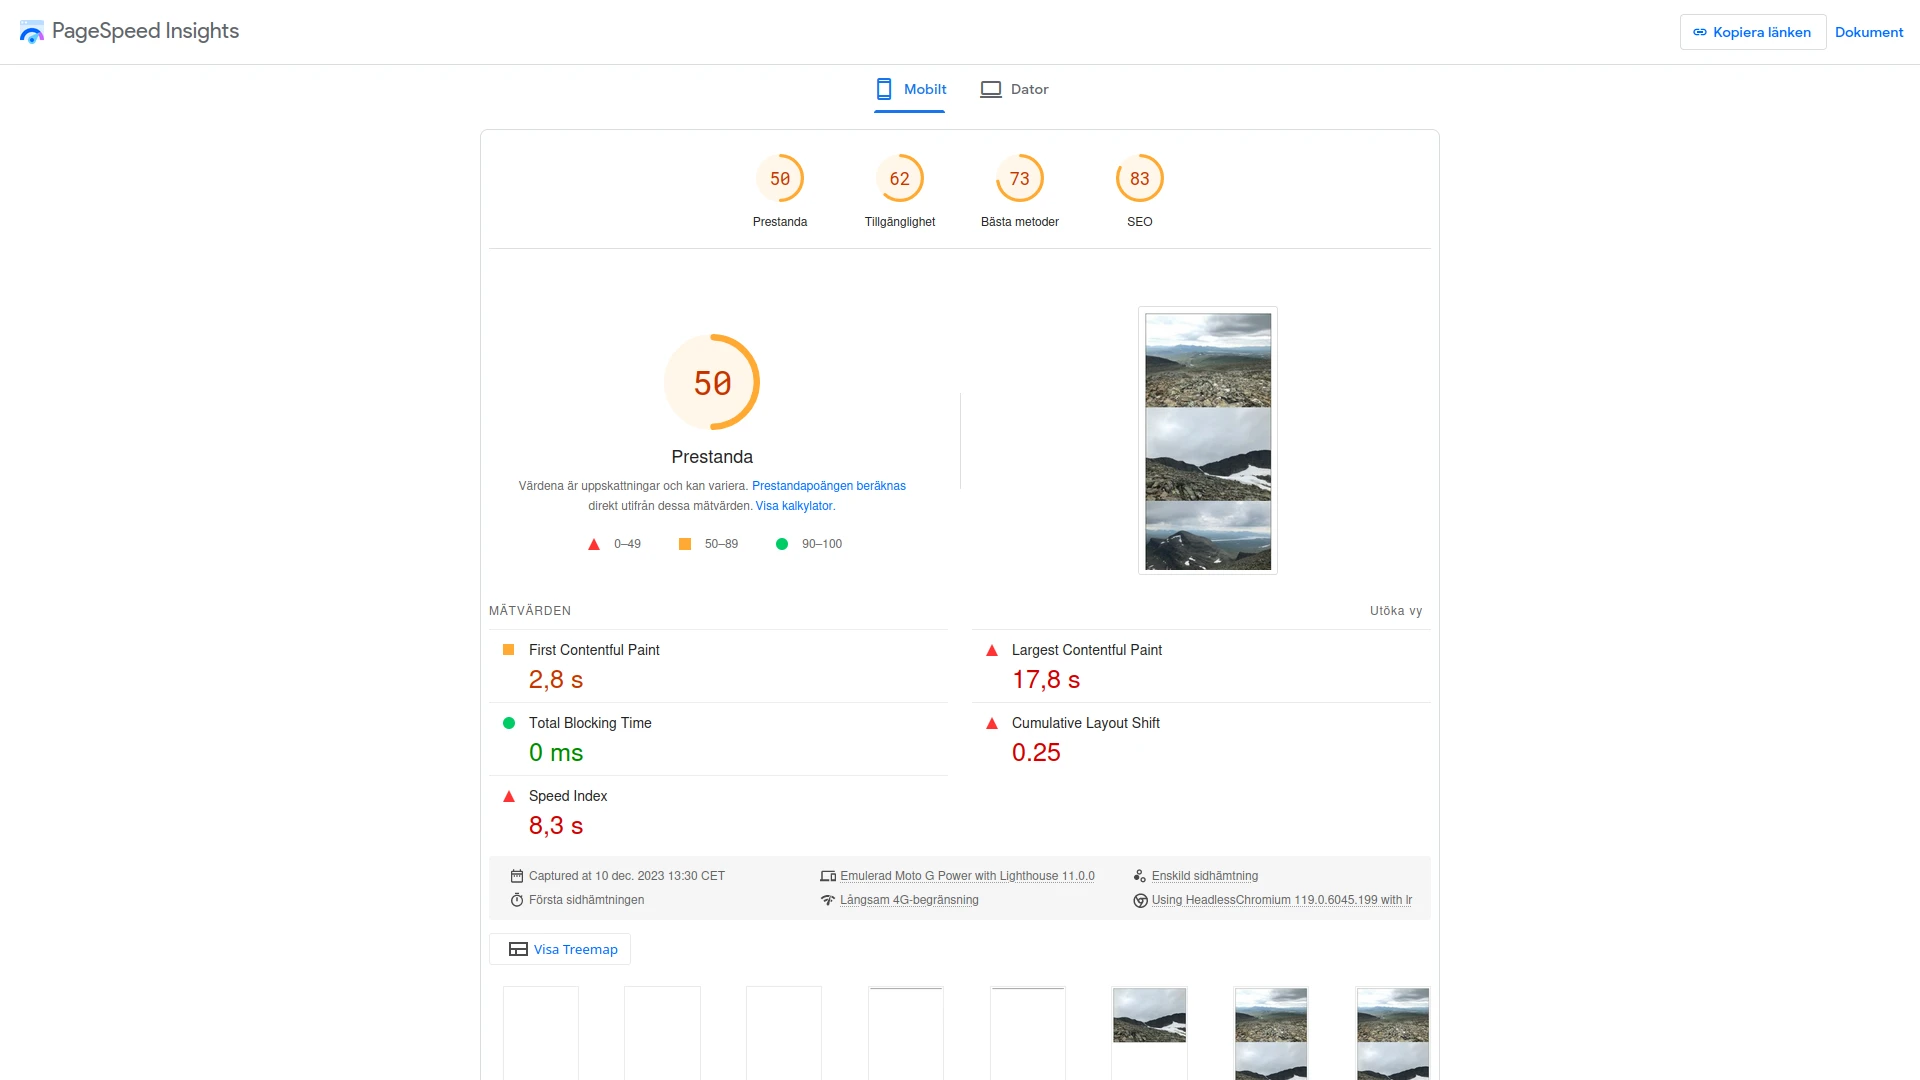 PageSpeed Insights
Kopiera länken
Dokument
Mobilt
Dator
50
62
73
83
Prestanda
Tillgänglighet
Bästa metoder
SEO
50
Prestanda
Värdena är uppskattningar och kan variera. Prestandapoängen beräknas
direkt utifrån dessa mätvärden. Visa kalkylator.
0–49
50–89
90–100
MÄTVÄRDEN
Utöka vy
First Contentful Paint
2,8 s
Largest Contentful Paint
17,8 s
Total Blocking Time
0 ms
Cumulative Layout Shift
0.25
Speed Index
8,3 s
Captured at 10 dec. 2023 13:30 CET
Emulerad Moto G Power with Lighthouse 11.0.0
Enskild sidhämtning
Första sidhämtningen
Långsam 4G-begränsning
Using HeadlessChromium 119.0.6045.199 with lr
Visa Treemap